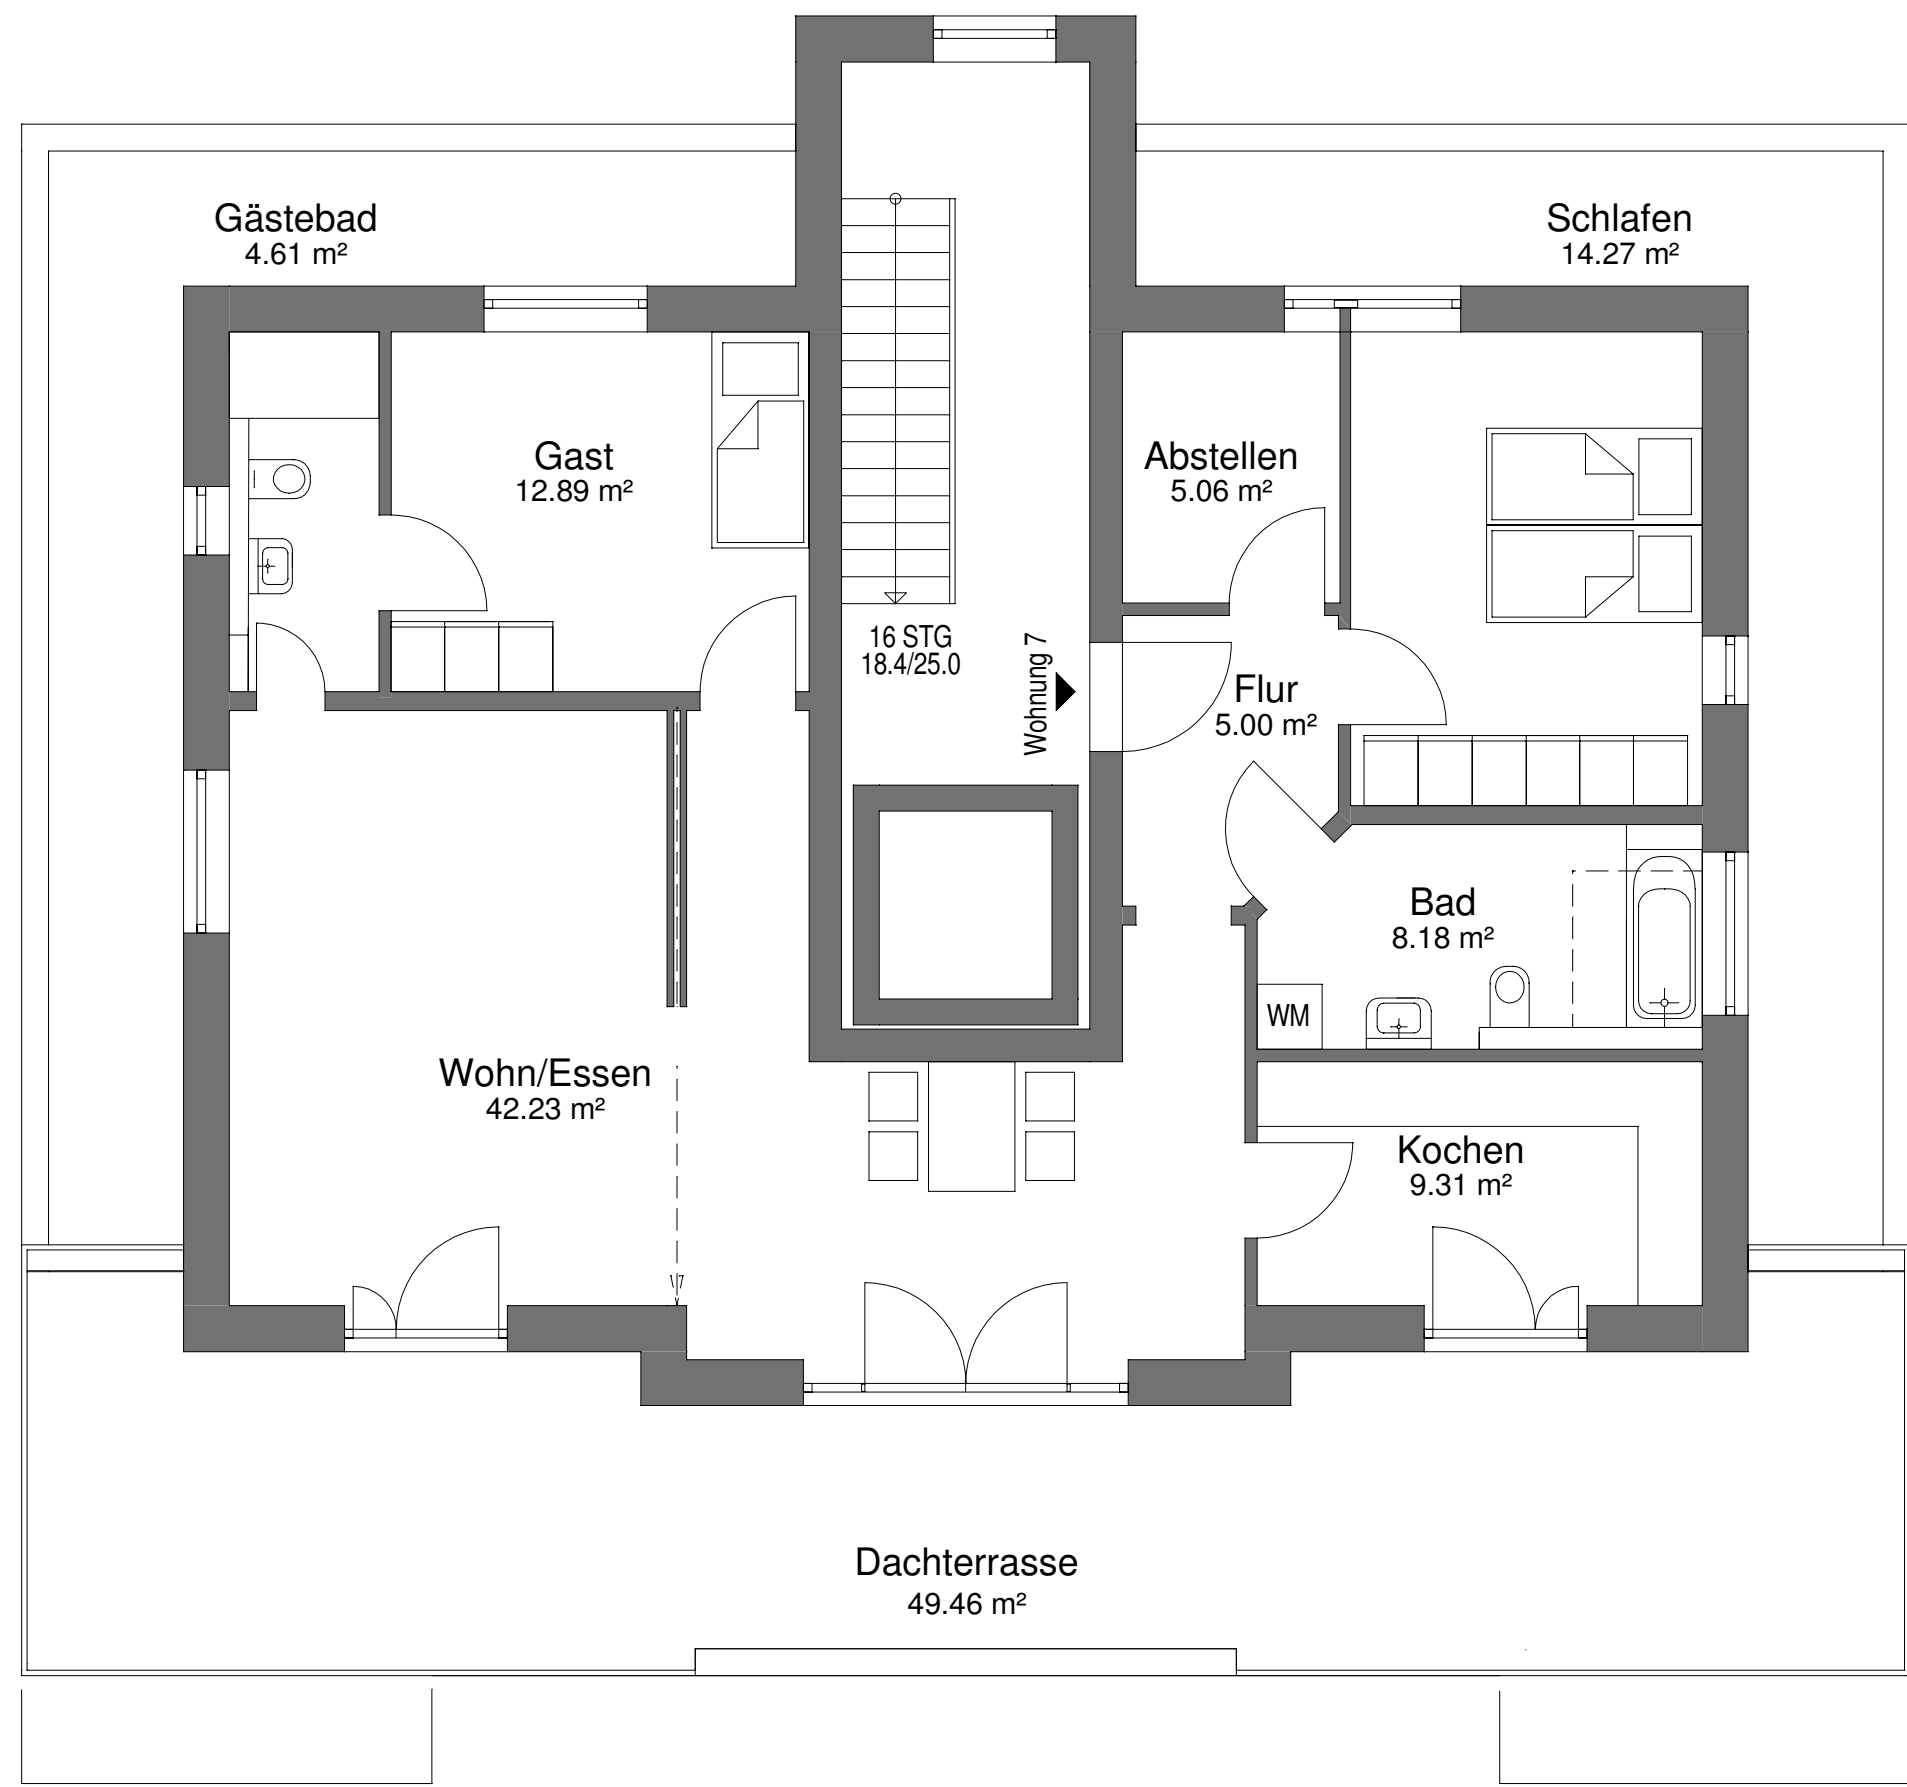 Gästebad
4.61 m²
Schlafen
14.27 m²
Gast
12.89 m²
Abstellen
5.06 m²
16 STG
18.4/25.0
Wohnung 7
Flur
5.00 m²
Bad
8.18 m²
WM
Wohn/Essen
42.23 m²
Kochen
9.31 m²
Dachterrasse
49.46 m²